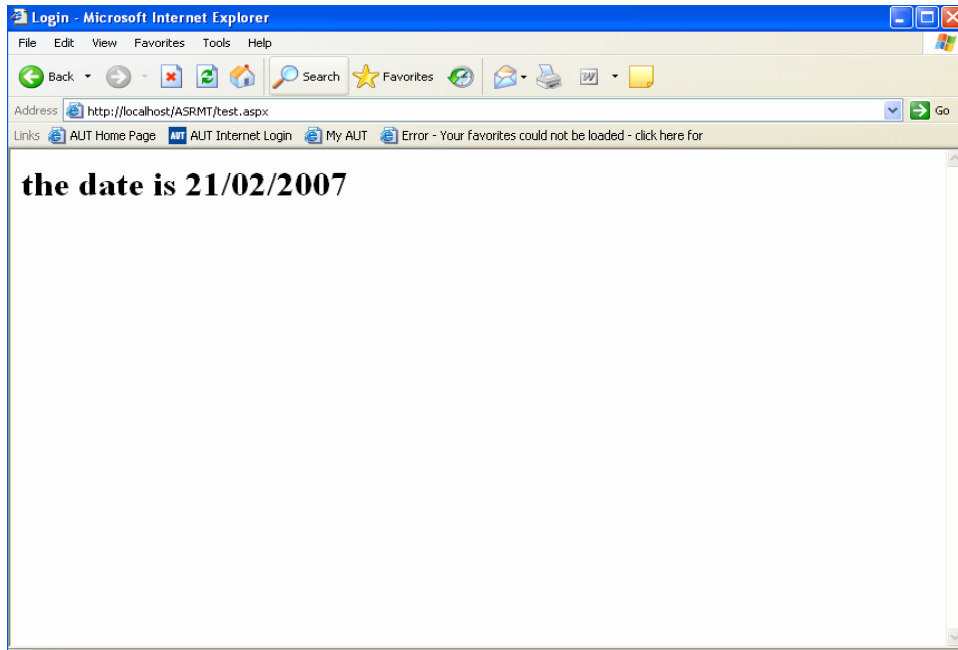 Login - Microsoft Internet Explorer
File Edit View Favorites Tools Help
Back Search Favorites W
Address http://localhost/ASRMT/test.aspx Go
Links AUT Home Page AUT AUT Internet Login My AUT Error - Your favorites could not be loaded - click here for
the date is 21/02/2007